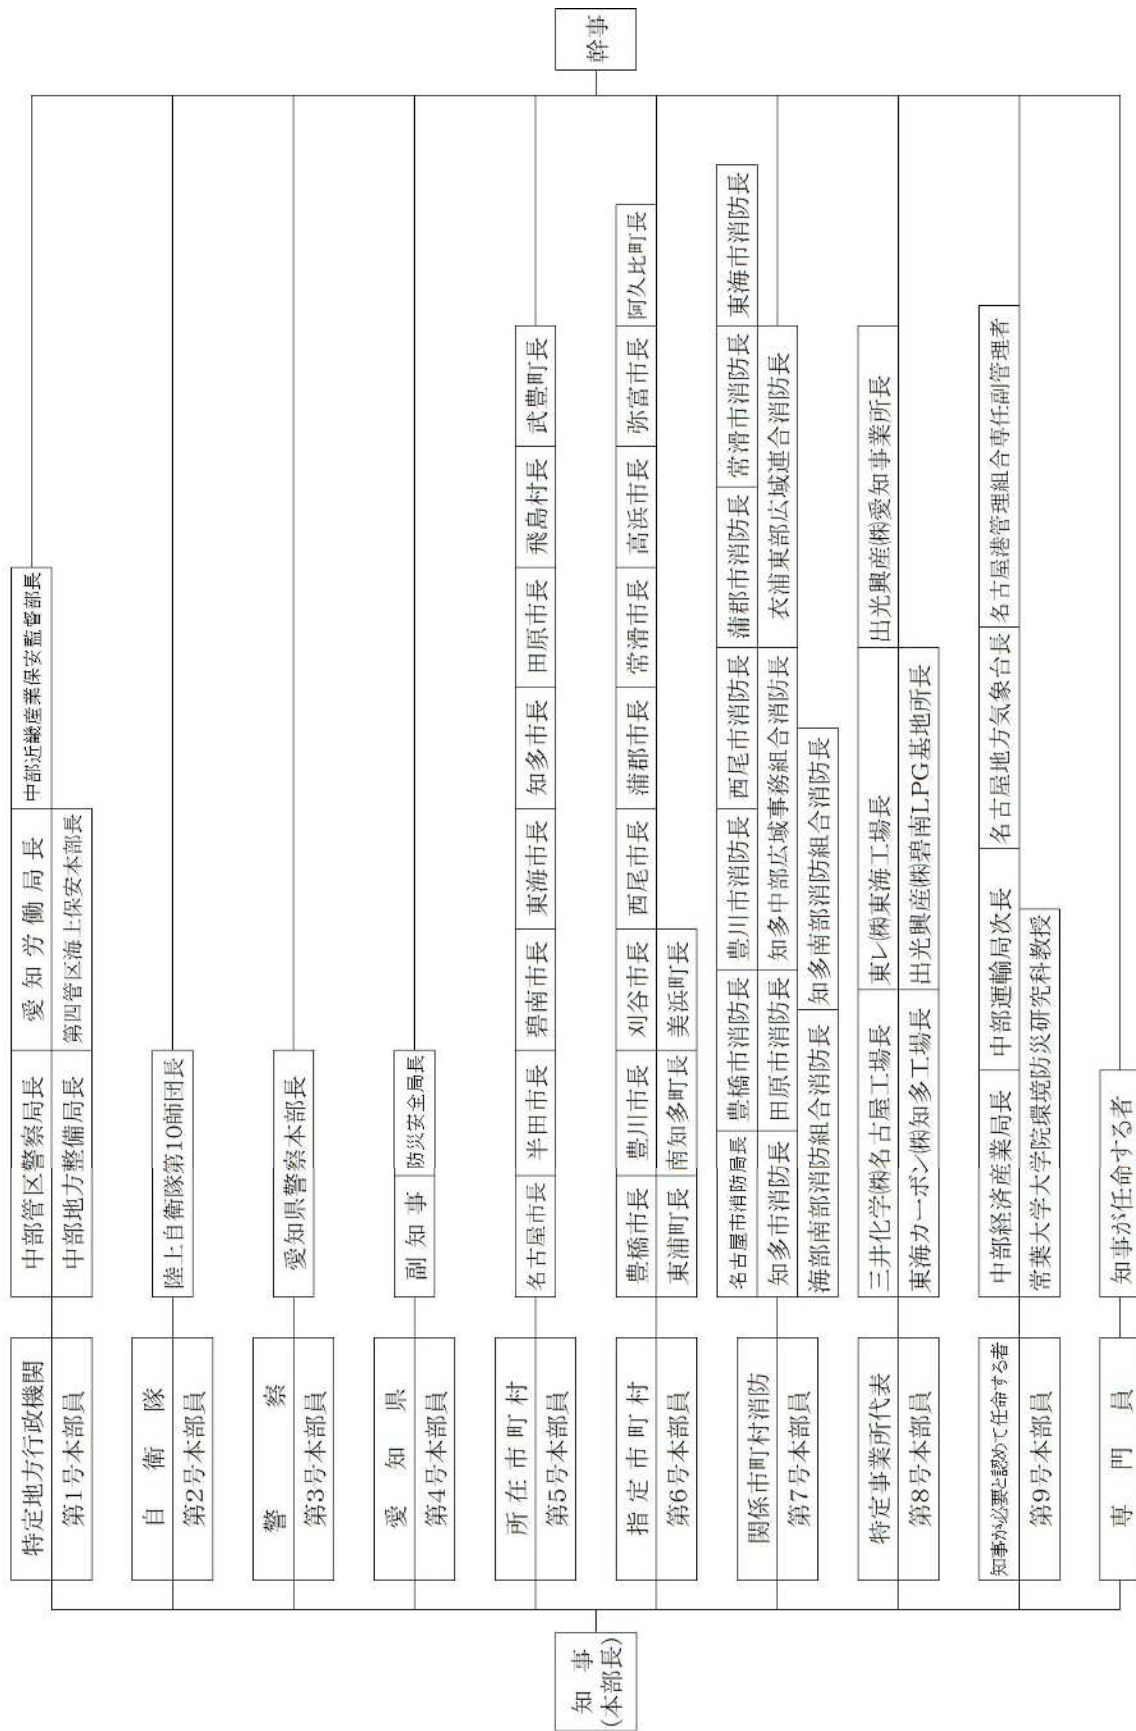 知事
(本部長)
特定地方行政機関
第1号本部員
中部管区警察局長
愛知労働局長
中部近畿産業保安監督部長
中部地方整備局長
第四管区海上保安本部長
自衛隊
第2号本部員
陸上自衛隊第10師団長
警察
第3号本部員
愛知県警察本部長
愛知県
第4号本部員
副知事
防災安全局長
所在市町村
第5号本部員
名古屋市長
半田市長
碧南市長
東海市長
知多市長
田原市長
飛島村長
武豊町長
指定市町村
第6号本部員
豊橋市長
豊川市長
刈谷市長
西尾市長
蒲郡市長
常滑市長
高浜市長
弥富市長
阿久比町長
東浦町長
南知多町長
美浜町長
関係市町村消防
第7号本部員
名古屋市消防局長
豊橋市消防長
豊川市消防長
西尾市消防長
蒲郡市消防長
常滑市消防長
東海市消防長
知多市消防長
田原市消防長
知多中部広域事務組合消防長
衣浦東部広域連合消防長
海部南部消防組合消防長
知多南部消防組合消防長
特定事業所代表
第8号本部員
三井化学(株)名古屋工場長
東レ(株)東海工場長
出光興産(株)愛知事業所長
東海カーボン(株)知多工場長
出光興産(株)碧南LPG基地所長
知事が必要と認めて任命する者
第9号本部員
中部経済産業局長
中部運輸局次長
名古屋地方気象台長
名古屋港管理組合専任副管理者
常葉大学大学院環境防災研究科教授
専門員
知事が任命する者
幹事